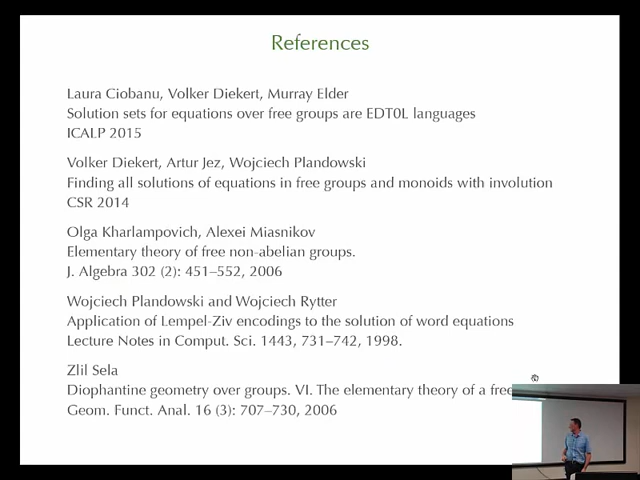 References
Laura Ciobanu, Volker Diekert, Murray Elder
Solution sets for equations over free groups are EDT0L languages
ICALP 2015
Volker Diekert, Artur Jez, Wojciech Plandowski
Finding all solutions of equations in free groups and monoids with involution
CSR 2014
Olga Kharlampovich, Alexei Miasnikov
Elementary theory of free non-abelian groups.
J. Algebra 302 (2): 451–552, 2006
Wojciech Plandowski and Wojciech Rytter
Application of Lempel-Ziv encodings to the solution of word equations
Lecture Notes in Comput. Sci. 1443, 731–742, 1998.
Zlil Sela
Diophantine geometry over groups. VI. The elementary theory of a free
Geom. Funct. Anal. 16 (3): 707–730, 2006